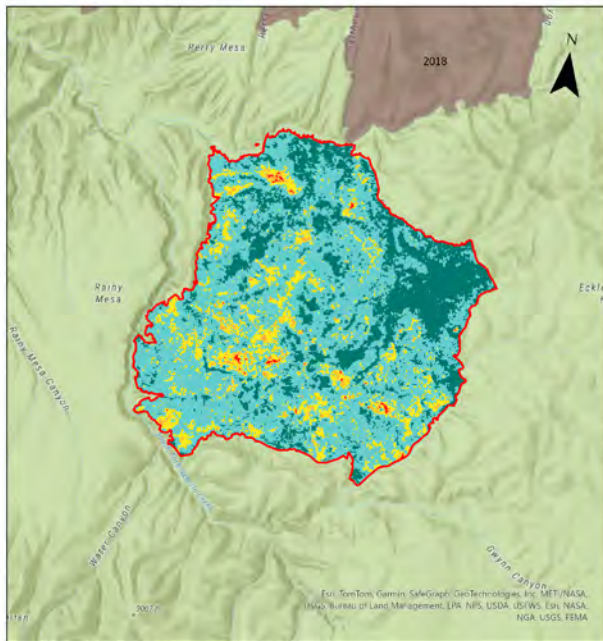 Perry Mesa
2018
N
Rainy
Mesa
Rainy Mesa Canyon
Water Canyon
Gwynn Canyon
Esri, TomTom, Garmin, SafeGraph, GeoTechnologies, Inc, METI/NASA,
USGS, Bureau of Land Management, EPA, NPS, USDA, USFWS, Esri, NASA,
NGA, USGS, FEMA